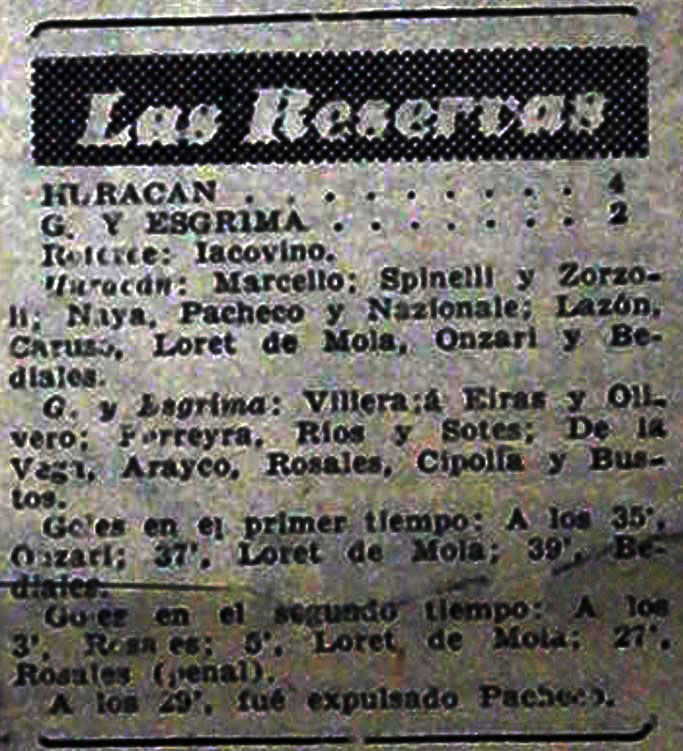 Las Reservas
HURACAN . . . . . . . . . 4
G. Y ESGRIMA . . . . . . . 2
Referee: Iacovino.
Huracán: Marcello; Spinelli y Zorzo-
li; Naya, Pacheco y Nazionale; Lazón,
Caruso, Loret de Mola, Onzari y Be-
diales.
G. y Esgrima: Eiras y Oli-
vero; Ferreyra, Ríos y Sotes; De la
Vega, Arayco, Rosales, Cipolla y Bus-
tos.
Goles en el primer tiempo: A los 35',
Onzari; 37', Loret de Mola; 39', Be-
diales.
Goles en el segundo tiempo: A los
3', Rosales; 5', Loret de Mola; 27',
Rosales (penal).
A los 29', fué expulsado Pacheco.